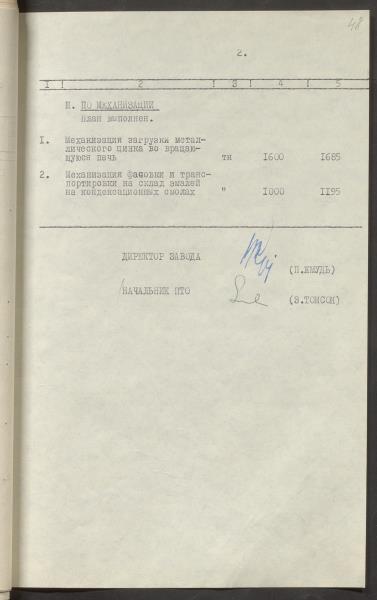 48
2.
1 2 3 4 5
П. ПО МЕХАНИЗАЦИИ
План выполнен.
1. Механизация загрузки метал-
лического цинка во вращаю-
щуюся печь тн 1600 1685
2. Механизация фасовки и транс-
портировки на склад эмалей
на конденсационных смолах " 1000 1195
ДИРЕКТОР ЗАВОДА
(П.ЖМУДЬ)
НАЧАЛЬНИК ПТО
(Э.ТОМСОН)